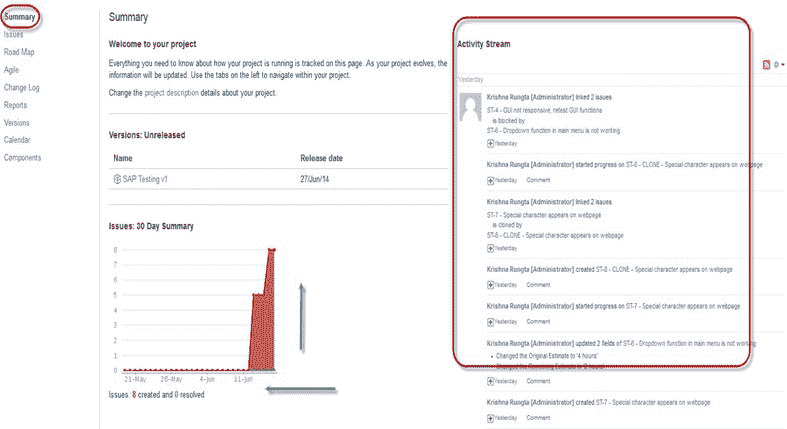 Summary
Issues
Road Map
Agile
Change Log
Reports
Versions
Calendar
Components
Summary
Welcome to your project
Everything you need to know about how your project is running is tracked on this page. As your project evolves, the
information will be updated. Use the tabs on the left to navigate within your project.
Change the project description details about your project.
Versions: Unreleased
Name Release date
SAP Testing v1 27/Jun/14
Issues: 30 Day Summary
8
7
6
5
4
3
2
1
0
21-May 28-May 4-Jun 11-Jun
Issues: 8 created and 0 resolved
Activity Stream
Yesterday
Krishna Rungta [Administrator] linked 2 issues
ST-4 - GUI not responsive, retest GUI functions
is blocked by
ST-6 - Dropdown function in main menu is not working
Yesterday
Krishna Rungta [Administrator] started progress on ST-8 - CLONE - Special character appears on webpage
Yesterday Comment
Krishna Rungta [Administrator] linked 2 issues
ST-7 - Special character appears on webpage
is cloned by
ST-8 - CLONE - Special character appears on webpage
Yesterday
Krishna Rungta [Administrator] created ST-8 - CLONE - Special character appears on webpage
Yesterday Comment
Krishna Rungta [Administrator] started progress on ST-7 - Special character appears on webpage
Yesterday Comment
Krishna Rungta [Administrator] updated 2 fields of ST-6 - Dropdown function in main menu is not working
Changed the Original Estimate to '4 hours'
Changed the Remaining Estimate to
Yesterday Comment
Krishna Rungta [Administrator] created ST-7 - Special character appears on webpage
Yesterday Comment